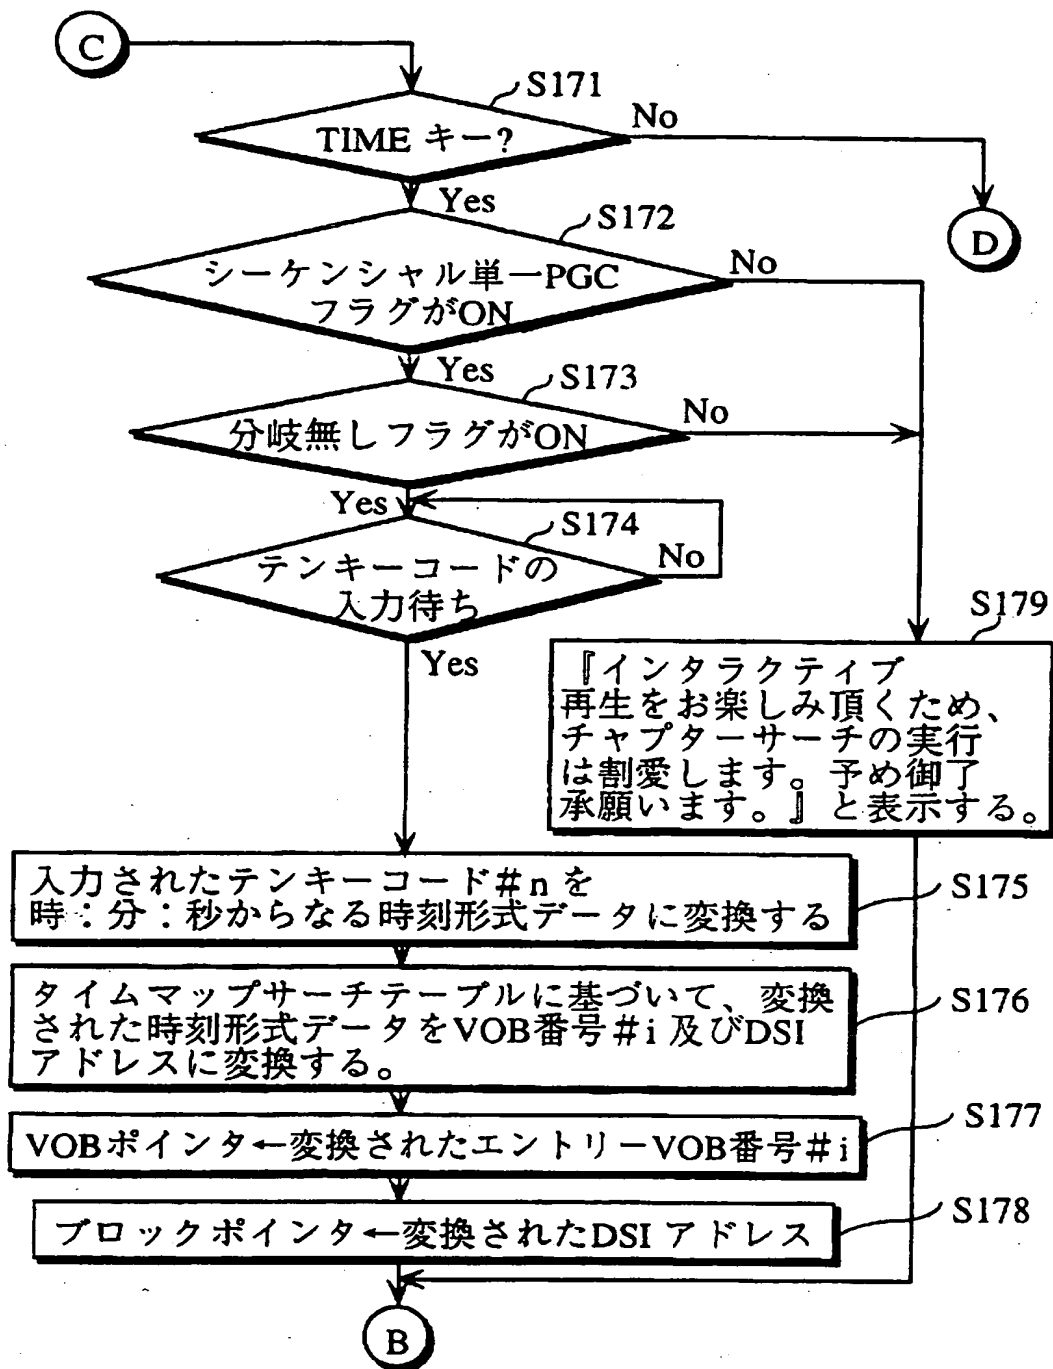 C
S171
TIME キー?
No
Yes
S172
D
シーケンシャル単一PGC
フラグがON
No
Yes
S173
分岐無しフラグがON
No
Yes
S174
テンキーコードの
入力待ち
No
Yes
S179
『インタラクティブ
再生をお楽しみ頂くため、
チャプターサーチの実行
は割愛します。予め御了
承願います。』と表示する。
入力されたテンキーコード#nを
時:分:秒からなる時刻形式データに変換する
S175
タイムマップサーチテーブルに基づいて、変換
された時刻形式データをVOB番号#i 及びDSI
アドレスに変換する。
S176
VOBポインタ←変換されたエントリーVOB番号#i
S177
ブロックポインタ←変換されたDSI アドレス
S178
B